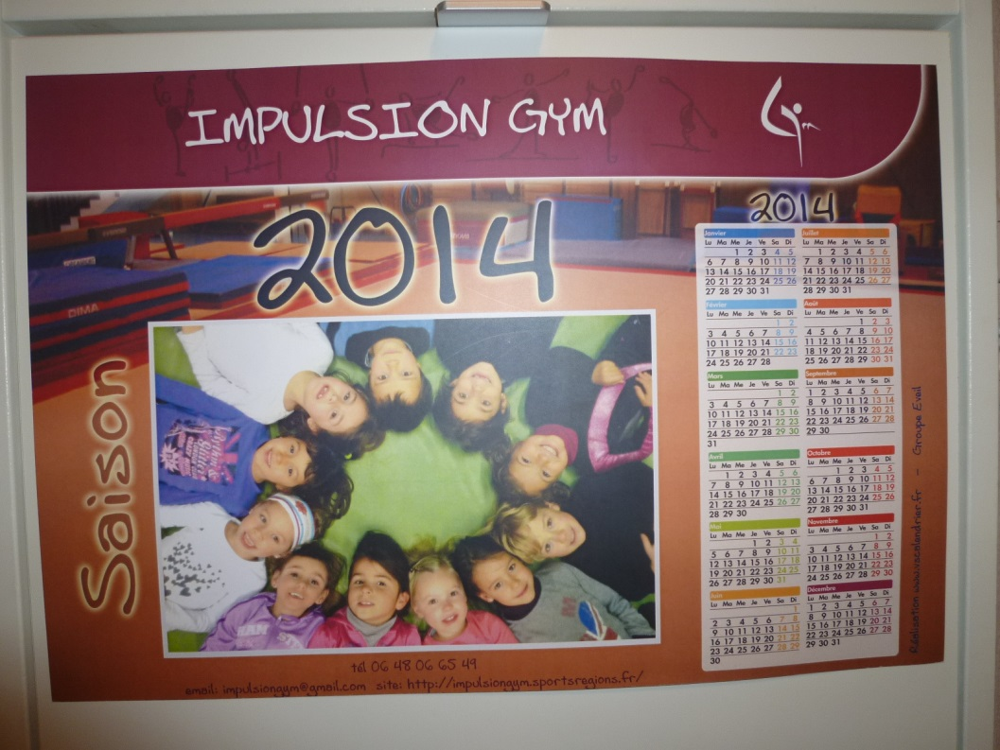 IMPULSION GYM
G m
2014
Saison
DIMA
2014
Janvier
Lu Ma Me Je Ve Sa Di
1 2 3 4 5
6 7 8 9 10 11 12
13 14 15 16 17 18 19
20 21 22 23 24 25 26
27 28 29 30 31
Février
Lu Ma Me Je Ve Sa Di
1 2
3 4 5 6 7 8 9
10 11 12 13 14 15 16
17 18 19 20 21 22 23
24 25 26 27 28
Mars
Lu Ma Me Je Ve Sa Di
1 2
3 4 5 6 7 8 9
10 11 12 13 14 15 16
17 18 19 20 21 22 23
24 25 26 27 28 29 30
31
Avril
Lu Ma Me Je Ve Sa Di
1 2 3 4 5 6
7 8 9 10 11 12 13
14 15 16 17 18 19 20
21 22 23 24 25 26 27
28 29 30
Mai
Lu Ma Me Je Ve Sa Di
1 2 3 4
5 6 7 8 9 10 11
12 13 14 15 16 17 18
19 20 21 22 23 24 25
26 27 28 29 30 31
Juin
Lu Ma Me Je Ve Sa Di
1
2 3 4 5 6 7 8
9 10 11 12 13 14 15
16 17 18 19 20 21 22
23 24 25 26 27 28 29
30
Juillet
Lu Ma Me Je Ve Sa Di
1 2 3 4 5 6
7 8 9 10 11 12 13
14 15 16 17 18 19 20
21 22 23 24 25 26 27
28 29 30 31
Août
Lu Ma Me Je Ve Sa Di
1 2 3
4 5 6 7 8 9 10
11 12 13 14 15 16 17
18 19 20 21 22 23 24
25 26 27 28 29 30 31
Septembre
Lu Ma Me Je Ve Sa Di
1 2 3 4 5 6 7
8 9 10 11 12 13 14
15 16 17 18 19 20 21
22 23 24 25 26 27 28
29 30
Octobre
Lu Ma Me Je Ve Sa Di
1 2 3 4 5
6 7 8 9 10 11 12
13 14 15 16 17 18 19
20 21 22 23 24 25 26
27 28 29 30 31
Novembre
Lu Ma Me Je Ve Sa Di
1 2
3 4 5 6 7 8 9
10 11 12 13 14 15 16
17 18 19 20 21 22 23
24 25 26 27 28 29 30
Décembre
Lu Ma Me Je Ve Sa Di
1 2 3 4 5 6 7
8 9 10 11 12 13 14
15 16 17 18 19 20 21
22 23 24 25 26 27 28
29 30 31
tél 06 48 06 65 49
email: impulsiongym@gmail.com site: http://impulsiongym.sportsregions.fr/
Réalisation www.vscalendrier.fr - Groupe Eveil